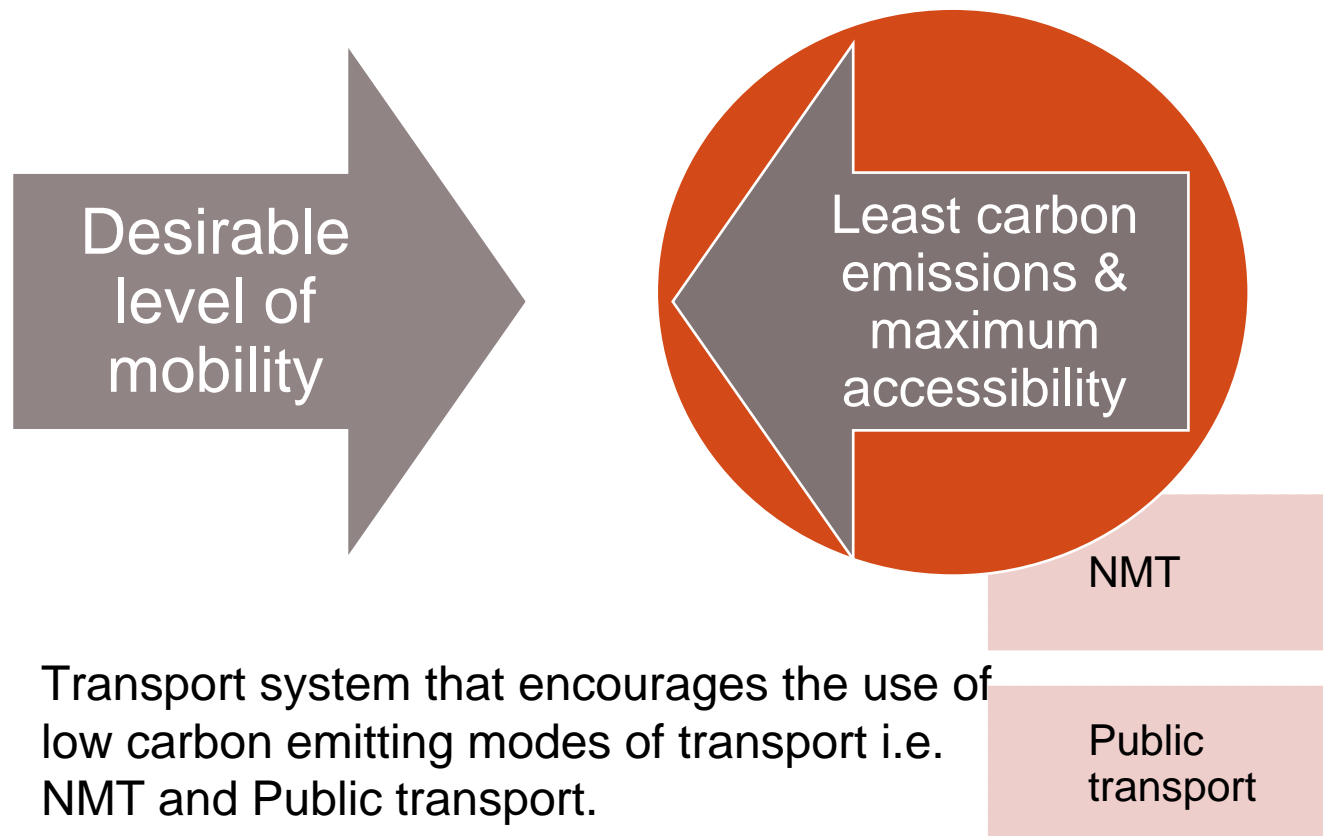 Desirable
level of
mobility
Least carbon
emissions &
maximum
accessibility
NMT
Transport system that encourages the use of
low carbon emitting modes of transport i.e.
NMT and Public transport.
Public
transport